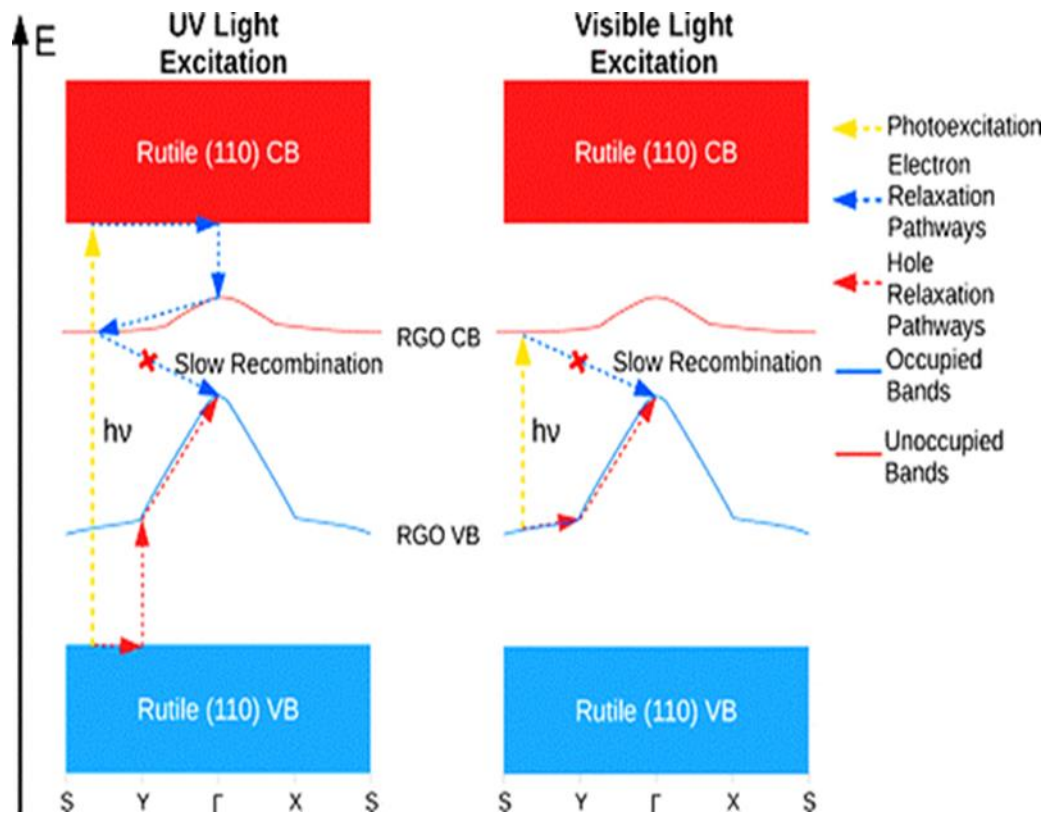 E
UV Light
Excitation
Rutile (110) CB
RGO CB
Slow Recombination
hν
RGO VB
Rutile (110) VB
S Y Γ X S
Visible Light
Excitation
Rutile (110) CB
Slow Recombination
hν
Rutile (110) VB
S Y Γ X S
Photoexcitation
Electron
Relaxation
Pathways
Hole
Relaxation
Pathways
Occupied
Bands
Unoccupied
Bands